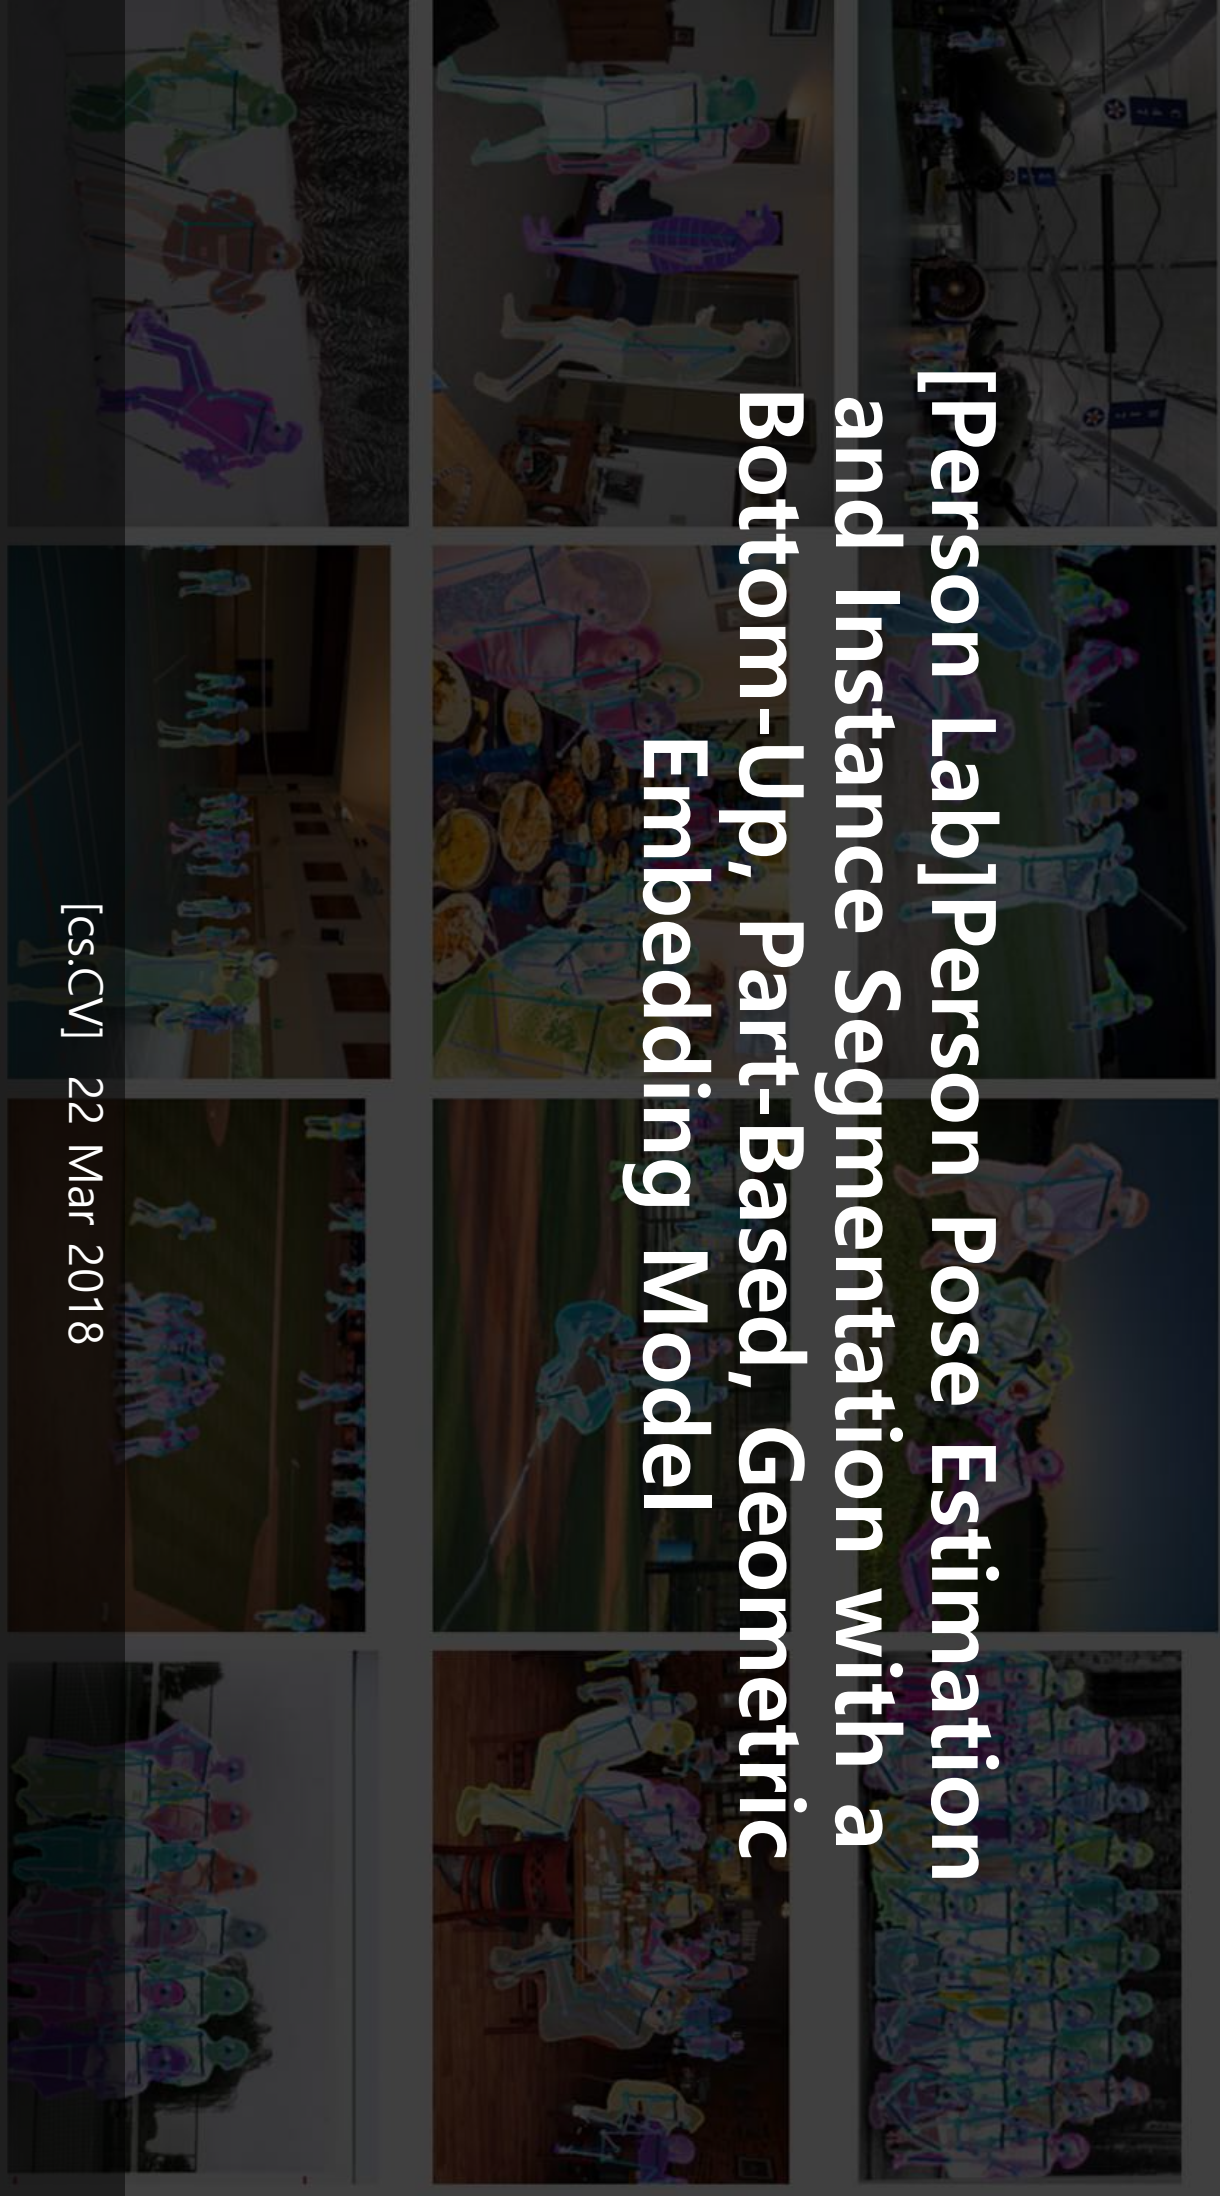 [Person Lab]Person Pose Estimation
and Instance Segmentation with a
Bottom-Up, Part-Based, Geometric
Embedding Model
[cs.CV] 22 Mar 2018